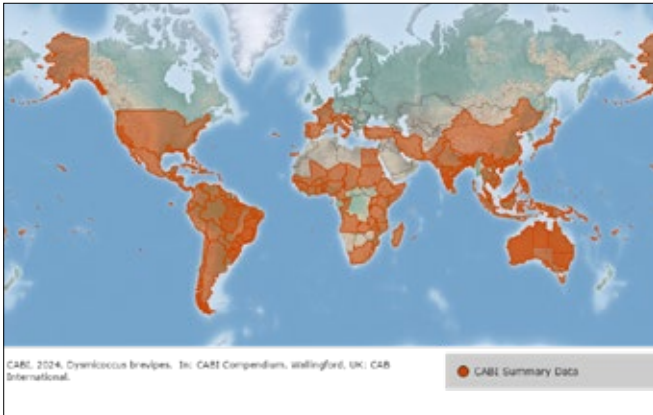 CABI, 2024. Dysmicoccus brevipes. In: CABI Compendium. Wallingford, UK: CAB
International.
CABI Summary Data